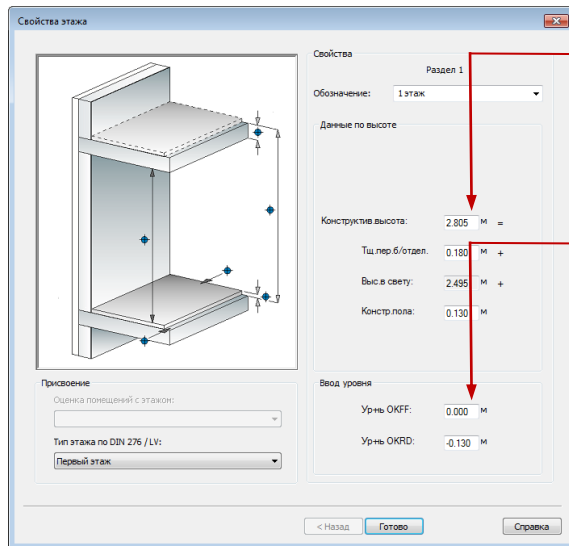 Свойства этажа
Свойства
Раздел 1
Обозначение: 1 этаж
Данные по высоте
Конструктив.высота: 2.805 м =
Тщ.пер.б/отдел. 0.180 м +
Выс.в свету: 2.495 м +
Констр.пола: 0.130 м
Присвоение
Оценка помещений с этажом:
Тип этажа по DIN 276 / LV:
Первый этаж
Ввод уровня
Ур-нь OKFF: 0.000 м
Ур-нь OKRD: -0.130 м
< Назад Готово Справка